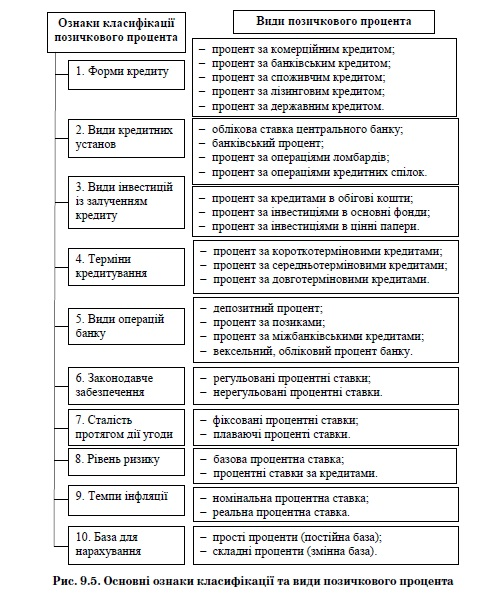 Ознаки класифікації
позичкового процента
Види позичкового процента
1. Форми кредиту
– процент за комерційним кредитом;
– процент за банківським кредитом;
– процент за споживчим кредитом;
– процент за лізинговим кредитом;
– процент за державним кредитом.
2. Види кредитних
установ
– облікова ставка центрального банку;
– банківський процент;
– процент за операціями ломбардів;
– процент за операціями кредитних спілок.
3. Види інвестицій
із залученням
кредиту
– процент за кредитами в обігові кошти;
– процент за інвестиціями в основні фонди;
– процент за інвестиціями в цінні папери.
4. Терміни
кредитування
– процент за короткотерміновими кредитами;
– процент за середньотерміновими кредитами;
– процент за довготерміновими кредитами.
5. Види операцій
банку
– депозитний процент;
– процент за позиками;
– процент за міжбанківськими кредитами;
– вексельний, обліковий процент банку.
6. Законодавче
забезпечення
– регульовані процентні ставки;
– нерегульовані процентні ставки.
7. Сталість
протягом дії угоди
– фіксовані процентні ставки;
– плаваючі проценті ставки.
8. Рівень ризику
– базова процентна ставка;
– процентні ставки за кредитами.
9. Темпи інфляції
– номінальна процентна ставка;
– реальна процентна ставка.
10. База для
нарахування
– прості проценти (постійна база);
– складні проценти (змінна база).
Рис. 9.5. Основні ознаки класифікації та види позичкового процента